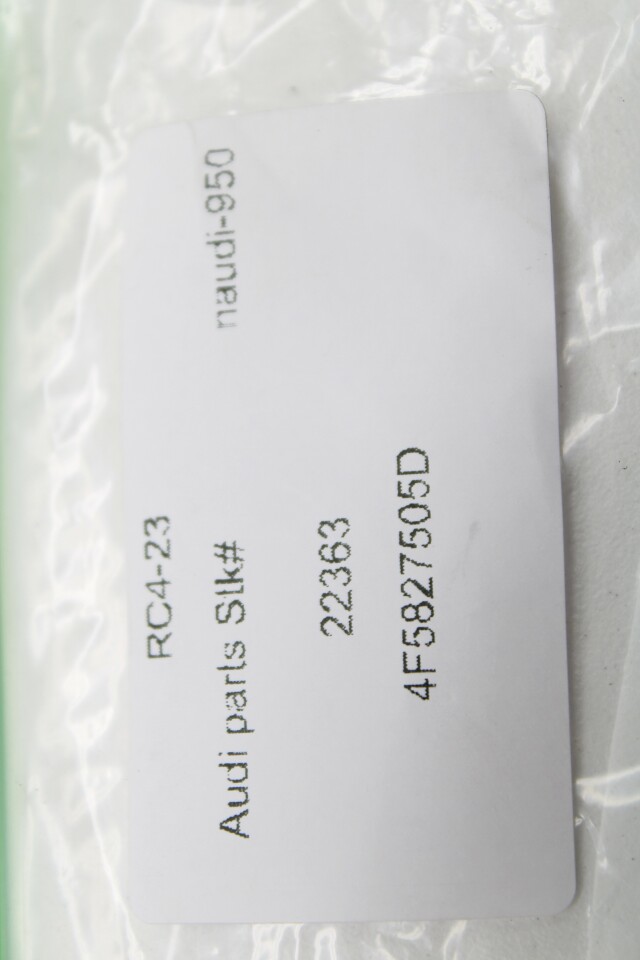 RC4-23
Audi parts Stk# naudi-950
22363
4F5827505D